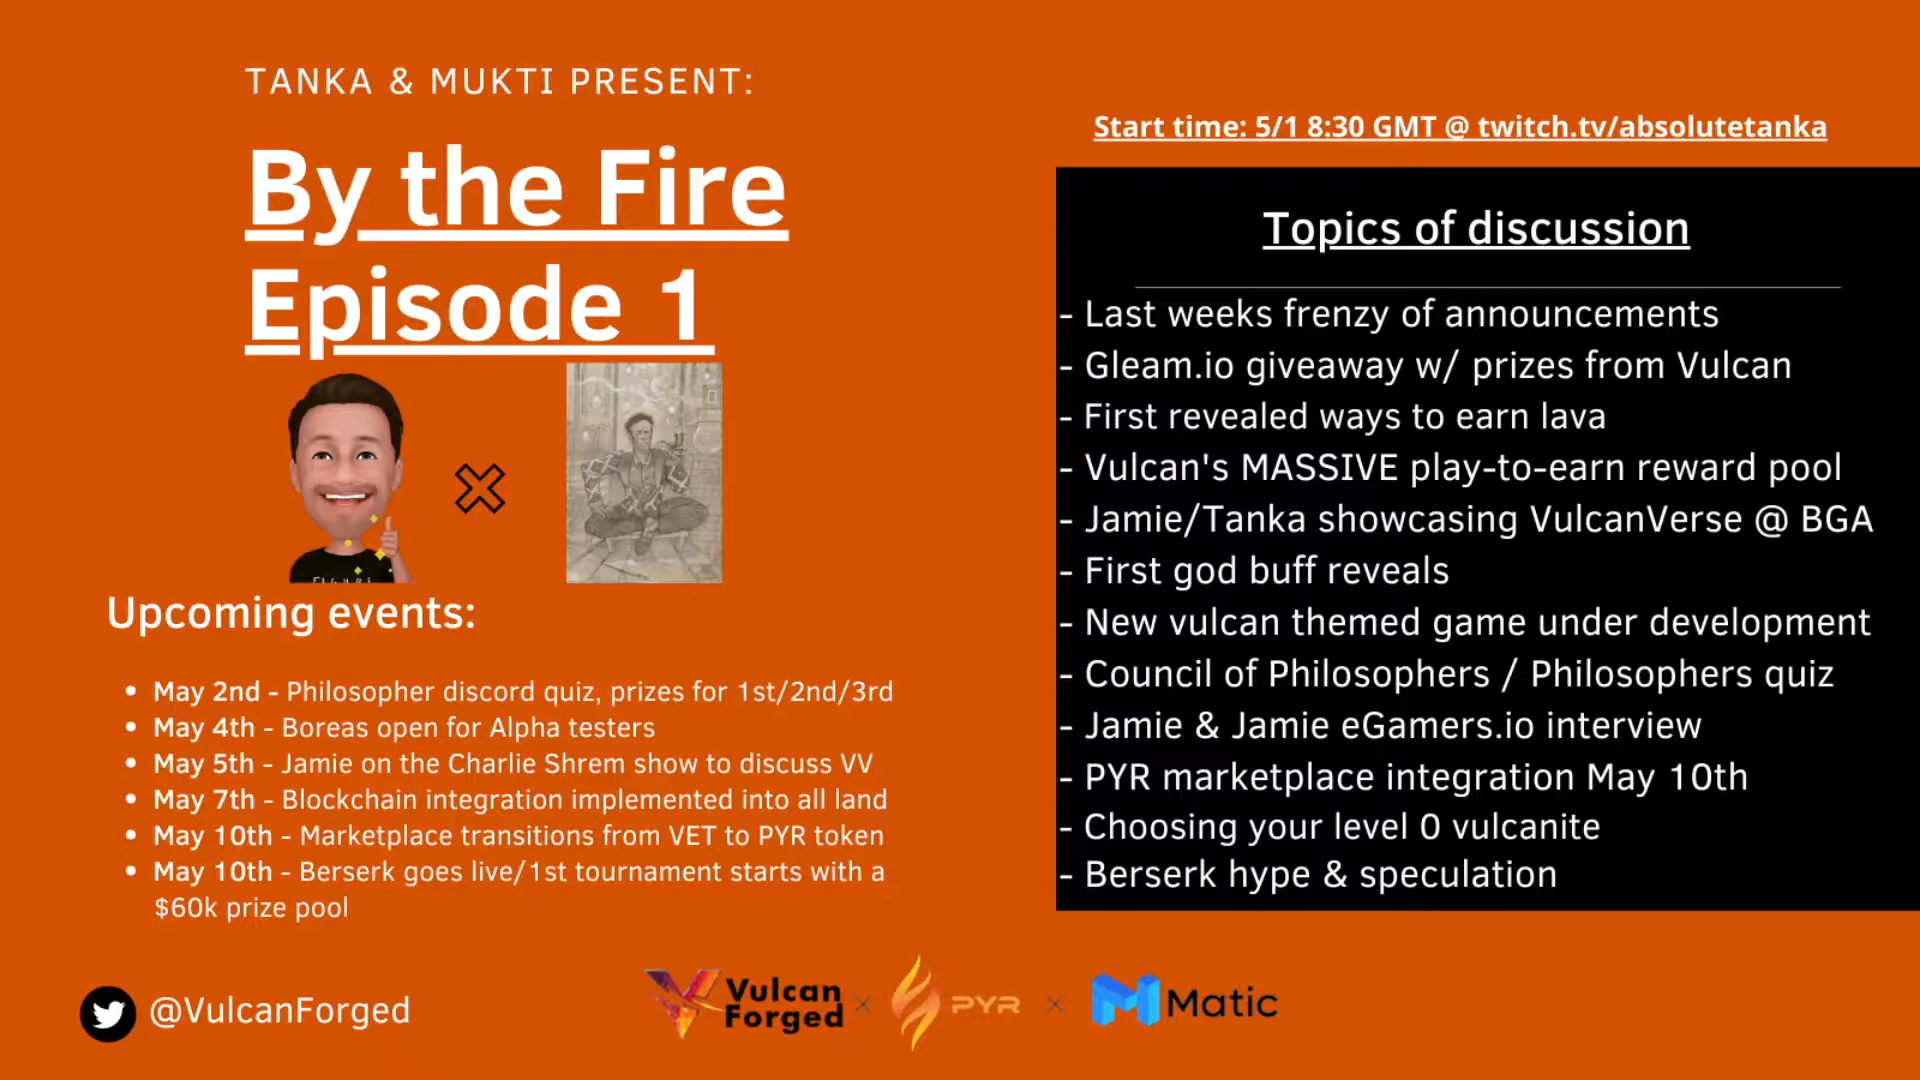 TANKA & MUKTI PRESENT:
By the Fire
Episode 1
Upcoming events:
• May 2nd - Philosopher discord quiz, prizes for 1st/2nd/3rd
• May 4th - Boreas open for Alpha testers
• May 5th - Jamie on the Charlie Shrem show to discuss VV
• May 7th - Blockchain integration implemented into all land
• May 10th - Marketplace transitions from VET to PYR token
• May 10th - Berserk goes live/1st tournament starts with a
$60k prize pool
Start time: 5/1 8:30 GMT @ twitch.tv/absolutetanka
Topics of discussion
- Last weeks frenzy of announcements
- Gleam.io giveaway w/ prizes from Vulcan
- First revealed ways to earn lava
- Vulcan's MASSIVE play-to-earn reward pool
- Jamie/Tanka showcasing VulcanVerse @ BGA
- First god buff reveals
- New vulcan themed game under development
- Council of Philosophers / Philosophers quiz
- Jamie & Jamie eGamers.io interview
- PYR marketplace integration May 10th
- Choosing your level 0 vulcanite
- Berserk hype & speculation
@VulcanForged
Vulcan
Forged
PYR
Matic